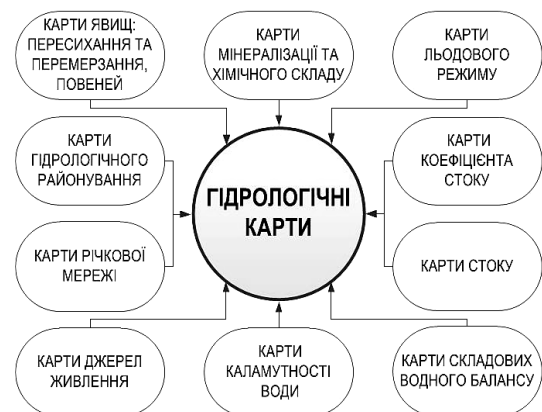 КАРТИ ЯВИЩ:
ПЕРЕСИХАННЯ ТА
ПЕРЕМЕРЗАННЯ,
ПОВЕНЕЙ
КАРТИ
МІНЕРАЛІЗАЦІЇ ТА
ХІМІЧНОГО СКЛАДУ
КАРТИ
ЛЬОДОВОГО
РЕЖИМУ
КАРТИ
ГІДРОЛОГІЧНОГО
РАЙОНУВАННЯ
ГІДРОЛОГІЧНІ
КАРТИ
КАРТИ
КОЕФІЦІЄНТА
СТОКУ
КАРТИ РІЧКОВОЇ
МЕРЕЖІ
КАРТИ СТОКУ
КАРТИ ДЖЕРЕЛ
ЖИВЛЕННЯ
КАРТИ
КАЛАМУТНОСТІ
ВОДИ
КАРТИ СКЛАДОВИХ
ВОДНОГО БАЛАНСУ